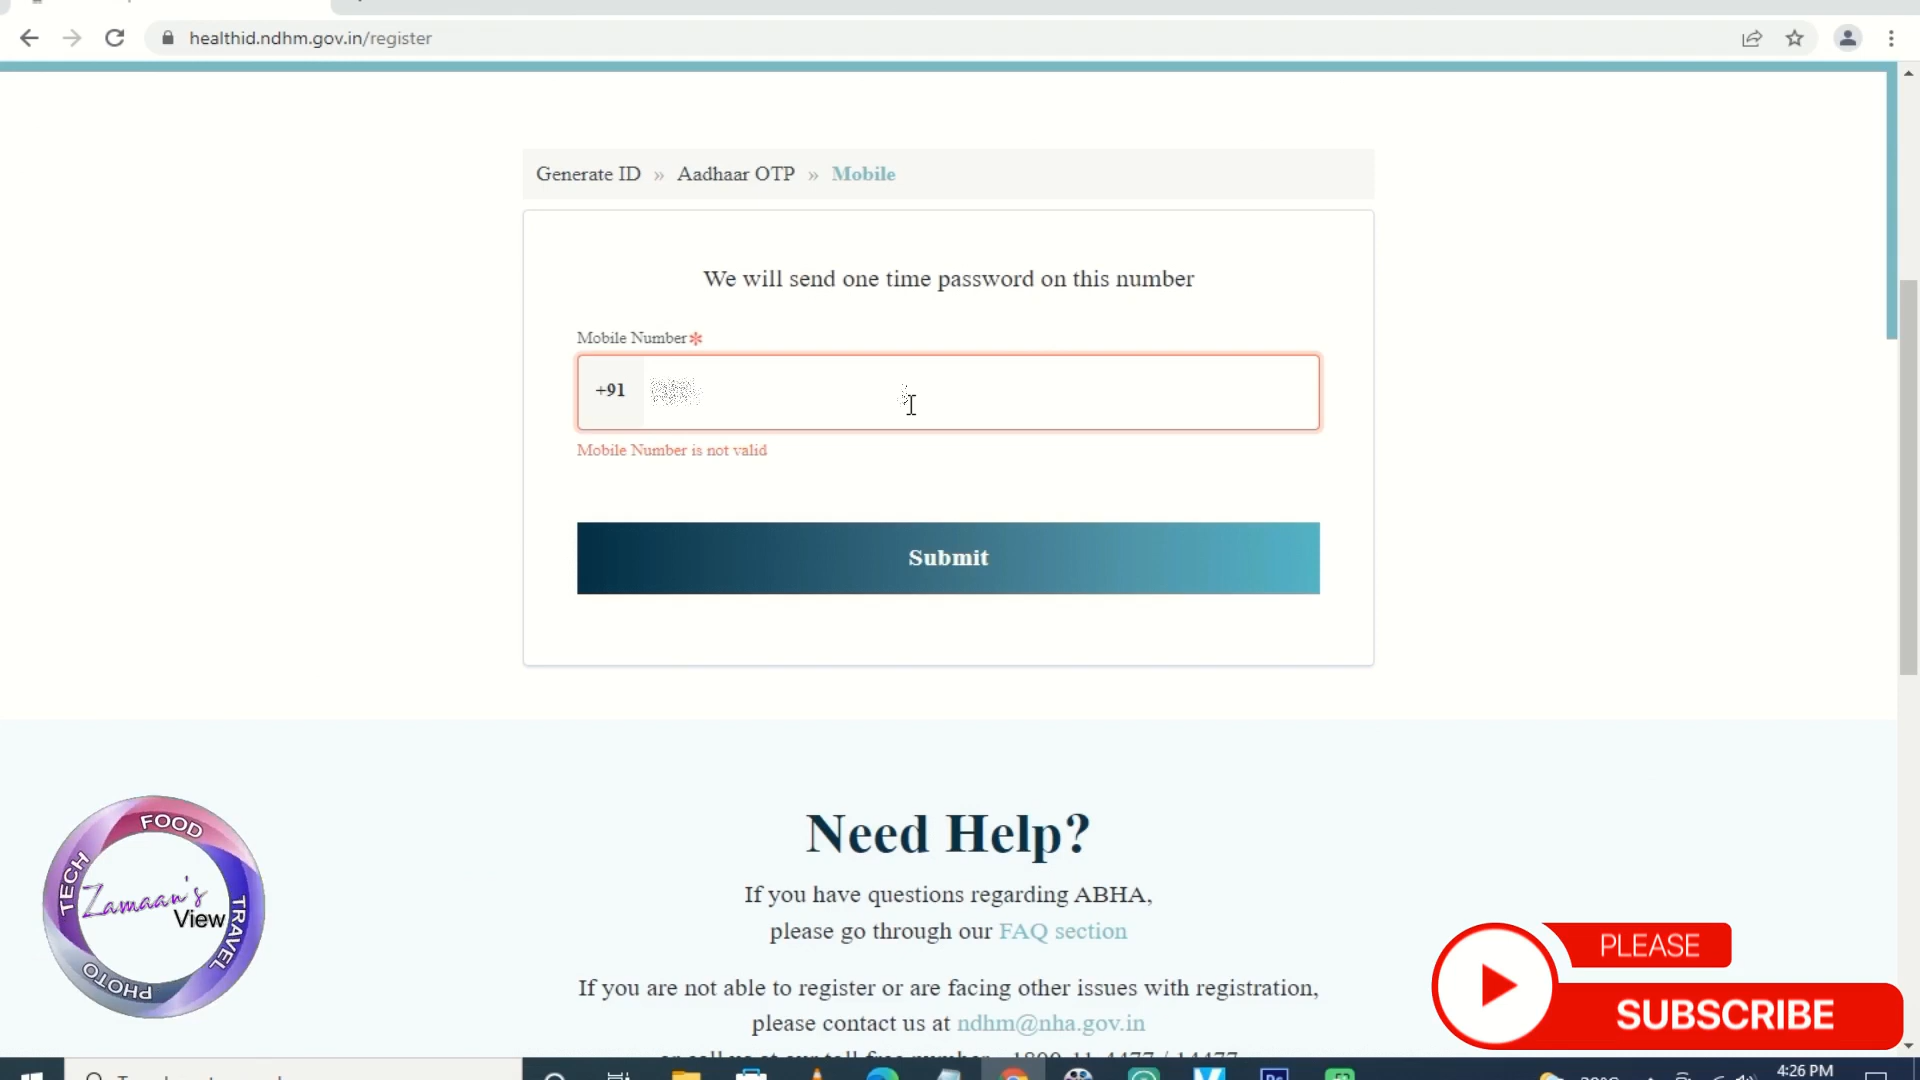 healthid.ndhm.gov.in/register
Generate ID » Aadhaar OTP » Mobile
We will send one time password on this number
Mobile Number*
+91
Mobile Number is not valid
Submit
Need Help?
If you have questions regarding ABHA,
please go through our FAQ section
If you are not able to register or are facing other issues with registration,
please contact us at ndhm@nha.gov.in
FOOD
TECH
TRAVEL
PHOTO
Zamaan's
View
PLEASE
SUBSCRIBE
4:26 PM